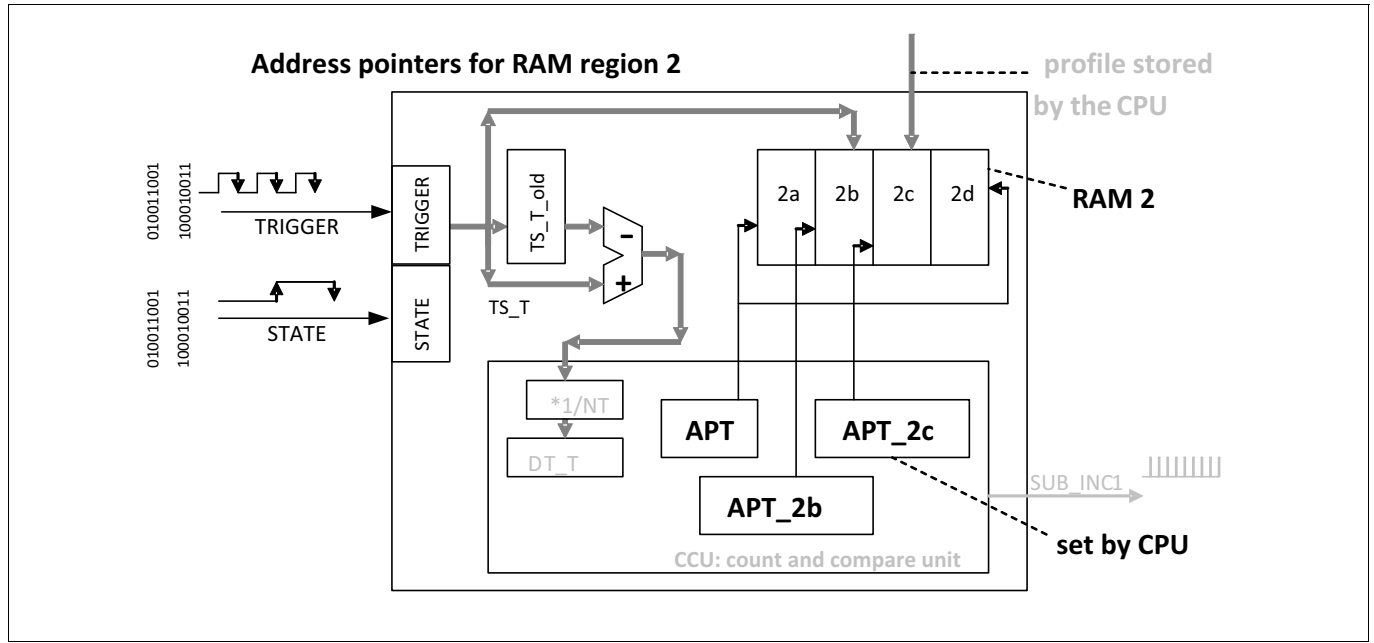 Address pointers for RAM region 2
profile stored
by the CPU
010011001
100010011
TRIGGER
TRIGGER
TS_T_old
-
+
TS_T
2a
2b
2c
2d
RAM 2
010011001
100010011
STATE
STATE
*1/NT
DT_T
APT
APT_2c
APT_2b
SUB_INC1
set by CPU
CCU: count and compare unit